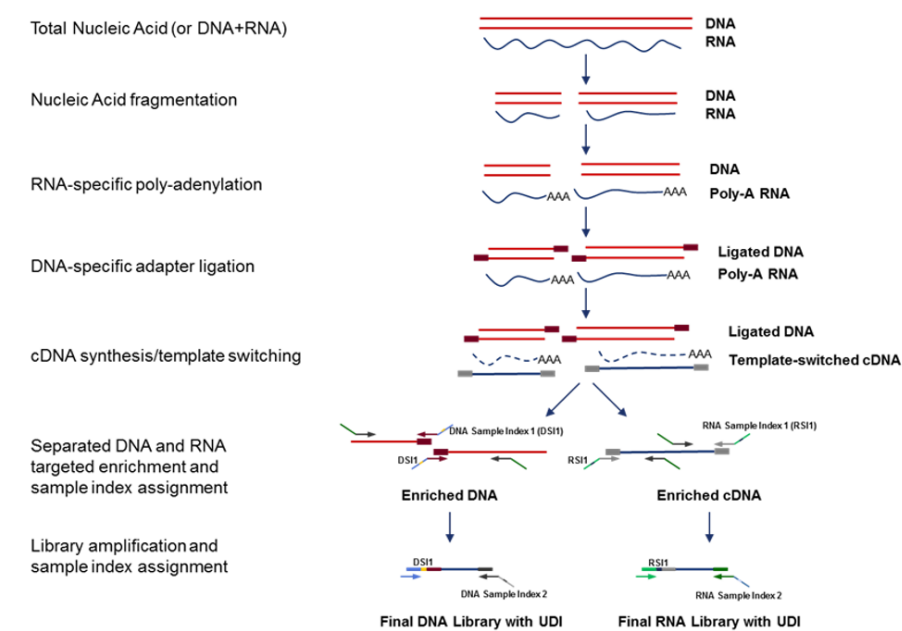 Total Nucleic Acid (or DNA+RNA)
DNA
RNA
Nucleic Acid fragmentation
DNA
RNA
RNA-specific poly-adenylation
DNA
AAA
AAA
Poly-A RNA
DNA-specific adapter ligation
Ligated DNA
AAA
AAA
Poly-A RNA
cDNA synthesis/template switching
Ligated DNA
AAA
AAA
Template-switched cDNA
Separated DNA and RNA
targeted enrichment and
sample index assignment
DNA Sample Index 1 (DSI1)
DSI1
Enriched DNA
RNA Sample Index 1 (RSI1)
RSI1
Enriched cDNA
Library amplification and
sample index assignment
DSI1
DNA Sample Index 2
Final DNA Library with UDI
RSI1
RNA Sample Index 2
Final RNA Library with UDI